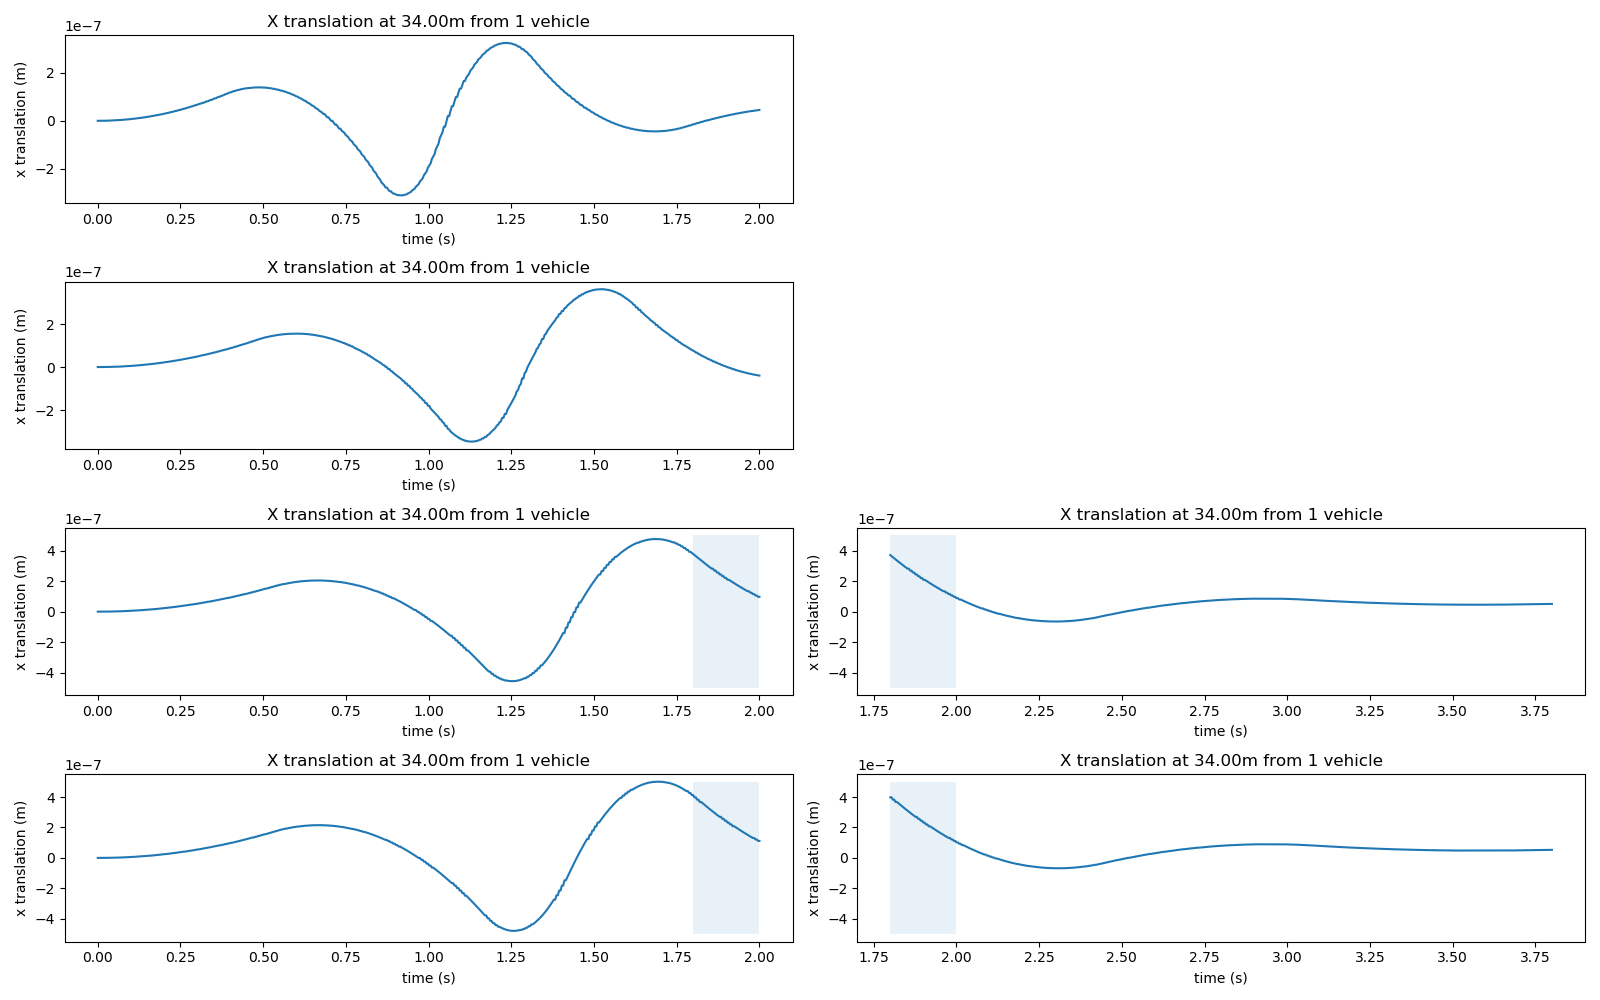 X translation at 34.00m from 1 vehicle
1e−7
x translation (m)
2
0
−2
0.00 0.25 0.50 0.75 1.00 1.25 1.50 1.75 2.00
time (s)
X translation at 34.00m from 1 vehicle
1e−7
x translation (m)
2
0
−2
0.00 0.25 0.50 0.75 1.00 1.25 1.50 1.75 2.00
time (s)
X translation at 34.00m from 1 vehicle
1e−7
x translation (m)
4
2
0
−2
−4
0.00 0.25 0.50 0.75 1.00 1.25 1.50 1.75 2.00
time (s)
X translation at 34.00m from 1 vehicle
1e−7
x translation (m)
4
2
0
−2
−4
1.75 2.00 2.25 2.50 2.75 3.00 3.25 3.50 3.75
time (s)
X translation at 34.00m from 1 vehicle
1e−7
x translation (m)
4
2
0
−2
−4
0.00 0.25 0.50 0.75 1.00 1.25 1.50 1.75 2.00
time (s)
X translation at 34.00m from 1 vehicle
1e−7
x translation (m)
4
2
0
−2
−4
1.75 2.00 2.25 2.50 2.75 3.00 3.25 3.50 3.75
time (s)